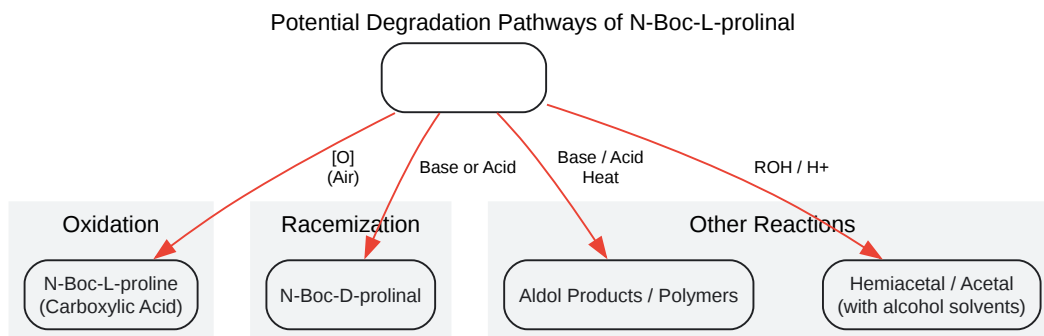 Potential Degradation Pathways of N-Boc-L-prolinal
[O]
(Air)
Base or Acid
Base / Acid
Heat
ROH / H+
Oxidation
Racemization
Other Reactions
N-Boc-L-proline
(Carboxylic Acid)
N-Boc-D-prolinal
Aldol Products / Polymers
Hemiacetal / Acetal
(with alcohol solvents)